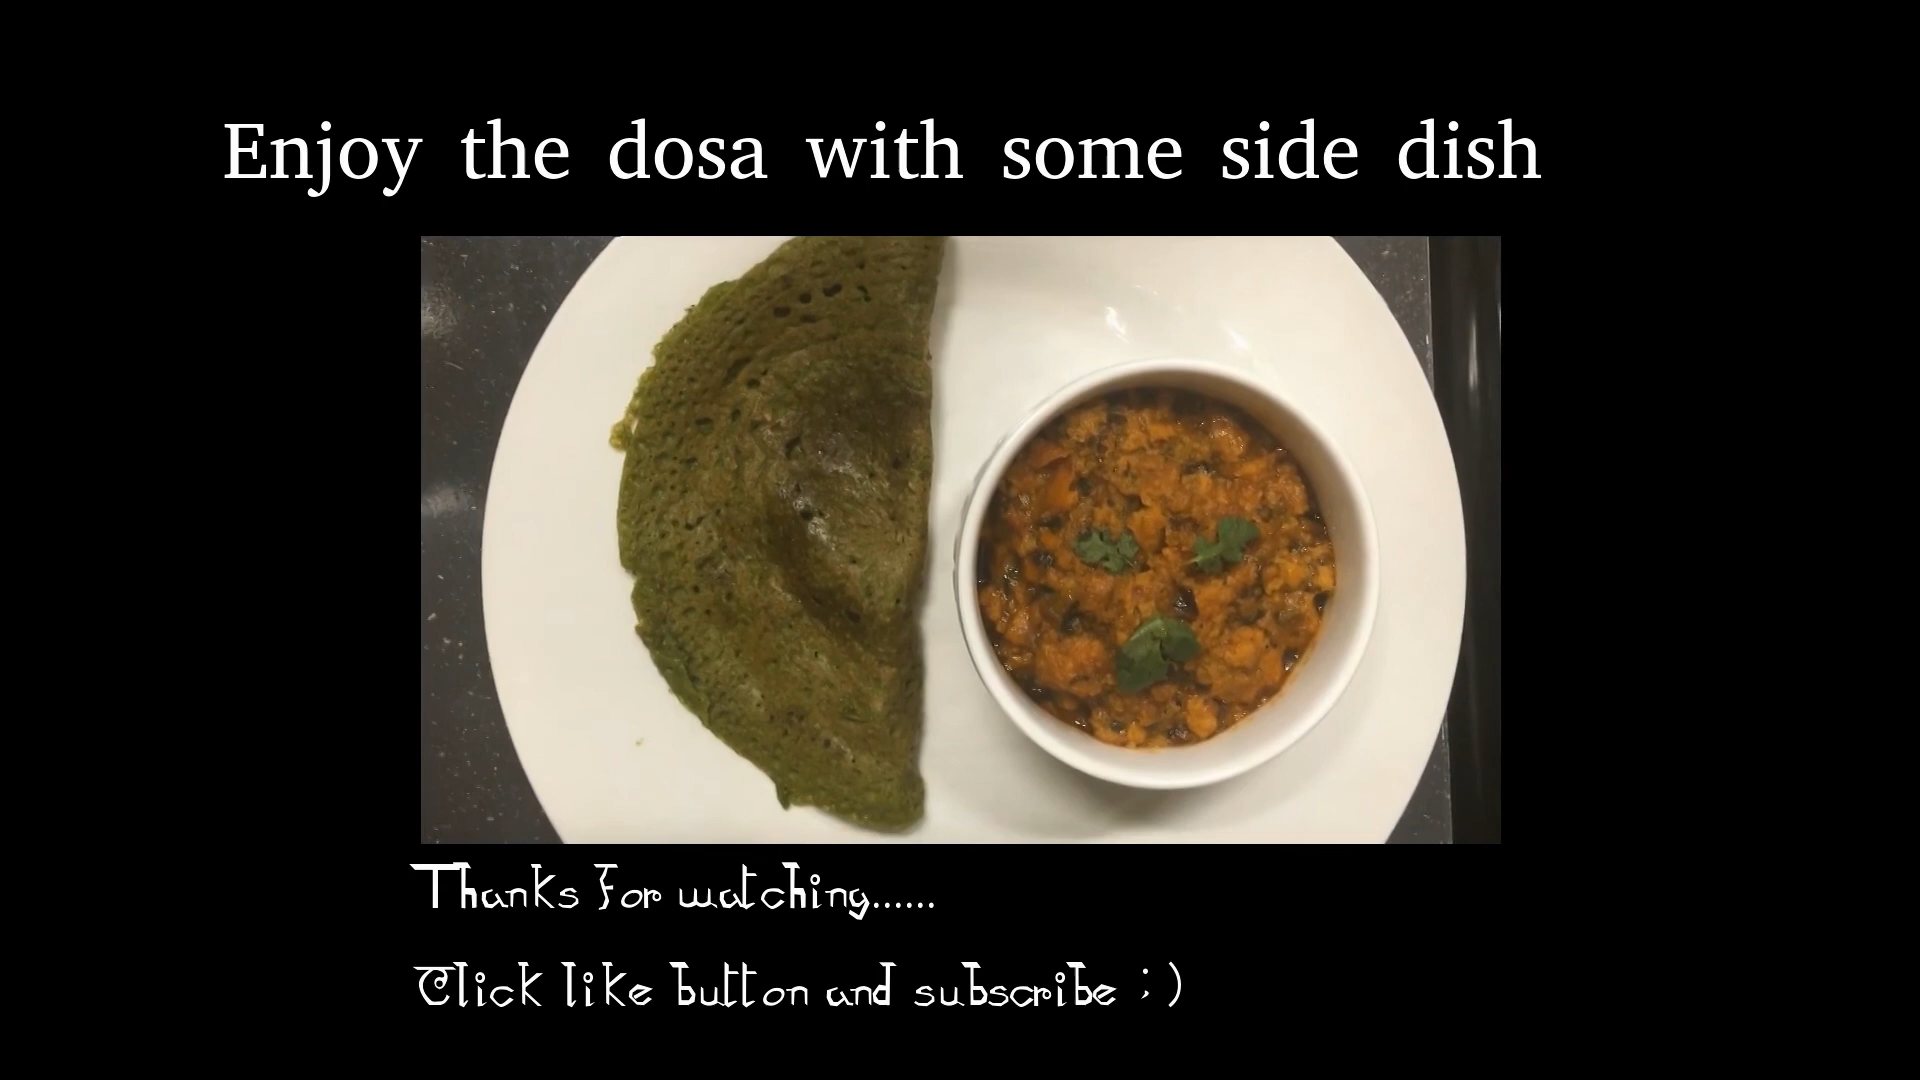 Enjoy the dosa with some side dish
Thanks for watching......
Click like button and subscribe ; )